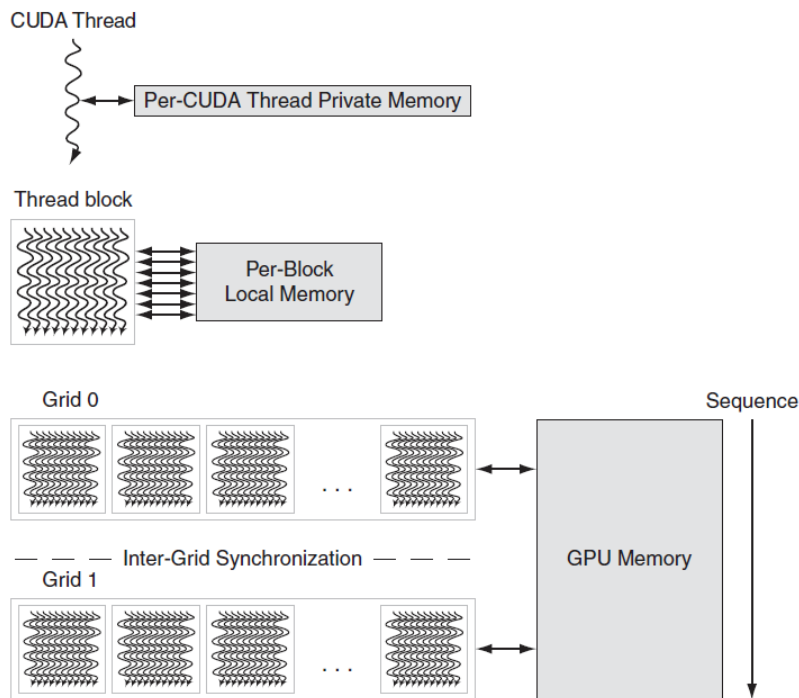 CUDA Thread
Per-CUDA Thread Private Memory
Thread block
Per-Block
Local Memory
Grid 0
Sequence
. . .
Inter-Grid Synchronization
GPU Memory
Grid 1
. . .